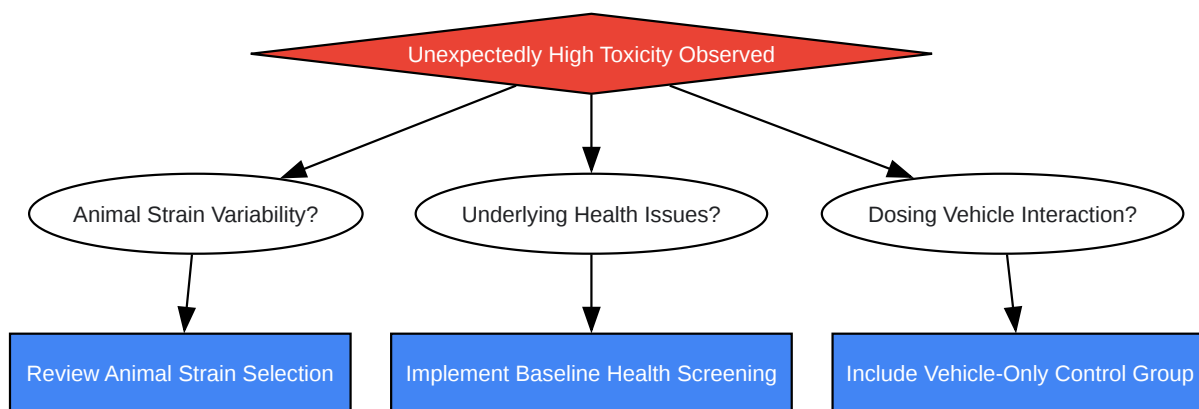 Unexpectedly High Toxicity Observed
Animal Strain Variability?
Underlying Health Issues?
Dosing Vehicle Interaction?
Review Animal Strain Selection
Implement Baseline Health Screening
Include Vehicle-Only Control Group